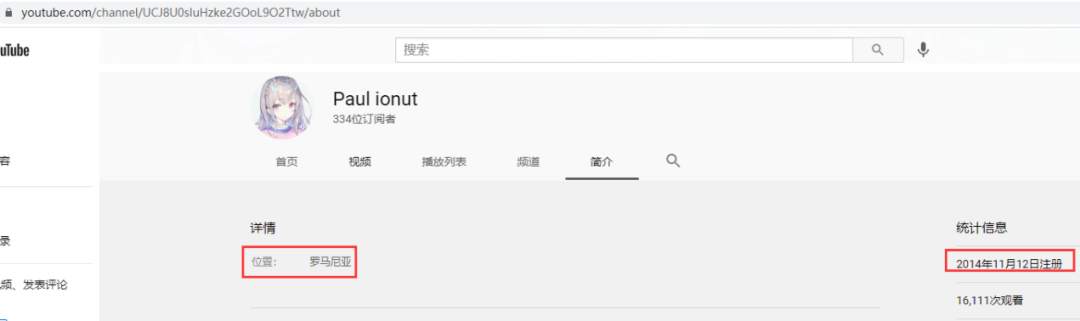 youtube.com/channel/UCJ8U0sIuHzke2GOoL9O2Ttw/about
uTube
搜索
Paul ionut
334位订阅者
首页 视频 播放列表 频道 简介
容
详情
统计信息
录
位置： 罗马尼亚
2014年11月12日注册
频、发表评论
16,111次观看